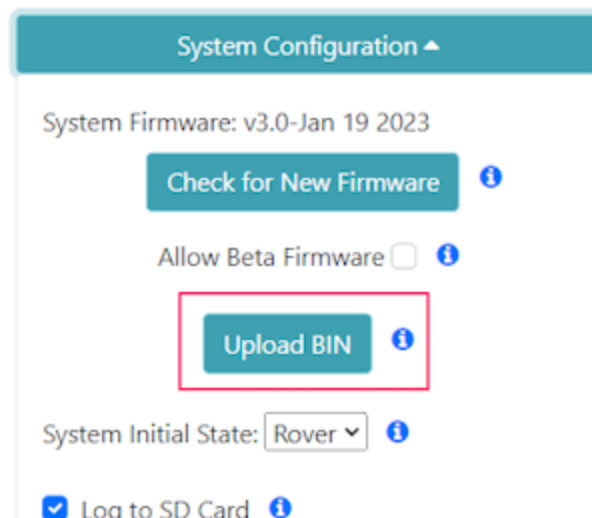 System Configuration
System Firmware: v3.0-Jan 19 2023
Check for New Firmware
Allow Beta Firmware
Upload BIN
System Initial State: Rover
Log to SD Card